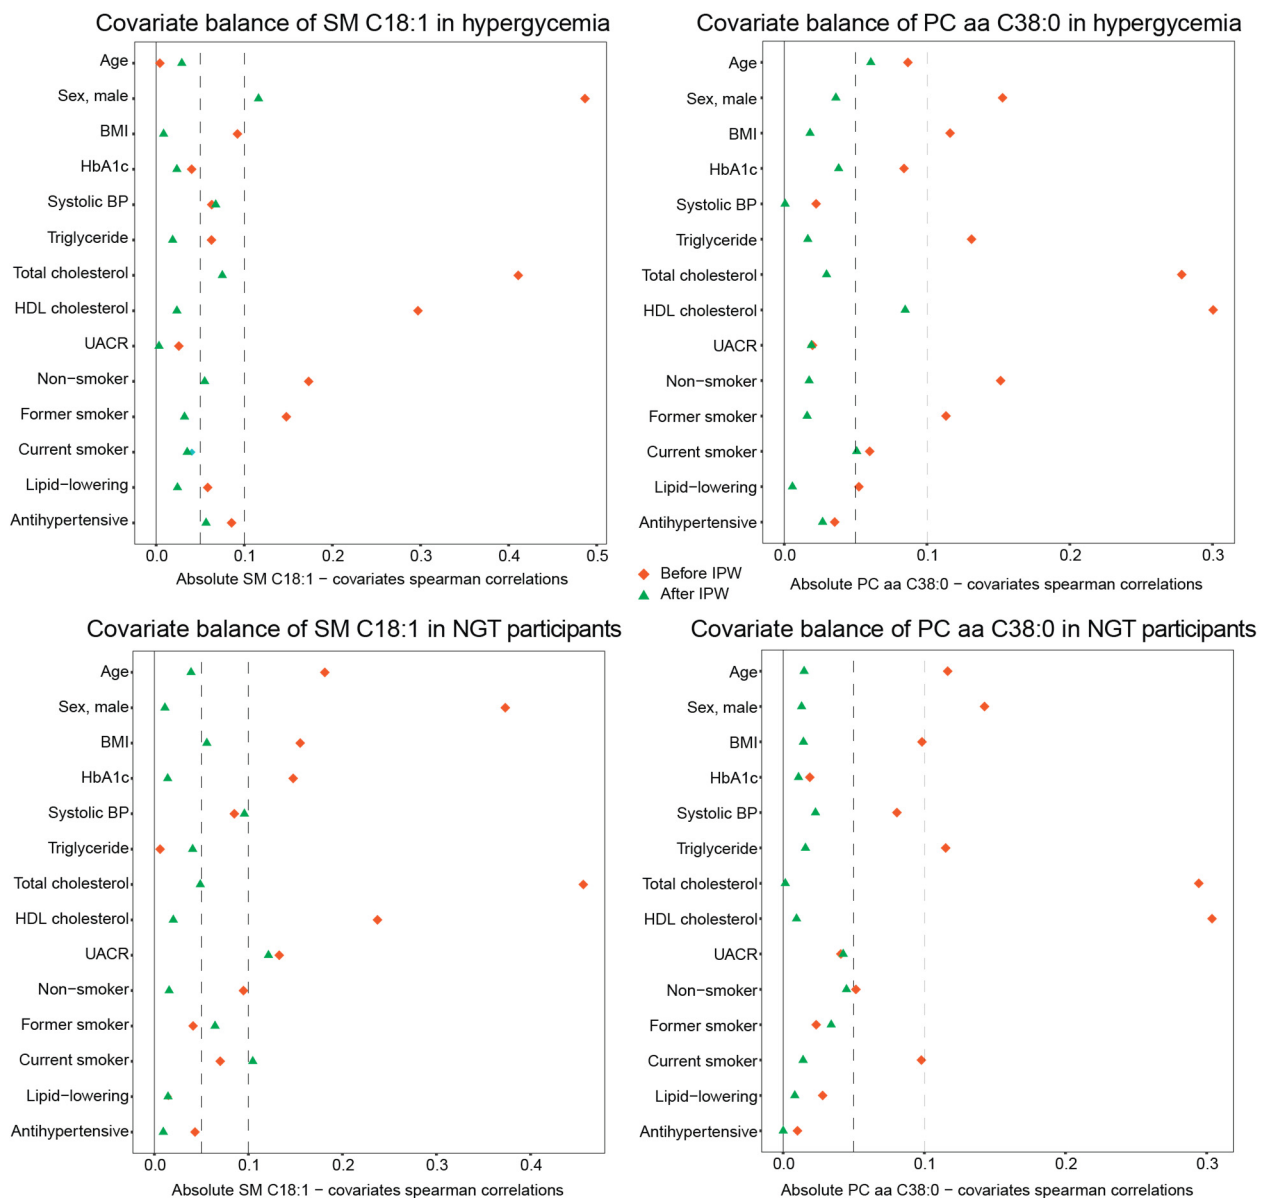 Covariate balance of SM C18:1 in hypergycemia
Age
Sex, male
BMI
HbA1c
Systolic BP
Triglyceride
Total cholesterol
HDL cholesterol
UACR
Non-smoker
Former smoker
Current smoker
Lipid−lowering
Antihypertensive
0.0 0.1 0.2 0.3 0.4 0.5
Absolute SM C18:1 − covariates spearman correlations
Covariate balance of PC aa C38:0 in hypergycemia
Age
Sex, male
BMI
HbA1c
Systolic BP
Triglyceride
Total cholesterol
HDL cholesterol
UACR
Non-smoker
Former smoker
Current smoker
Lipid−lowering
Antihypertensive
0.0 0.1 0.2 0.3
Absolute PC aa C38:0 − covariates spearman correlations
Before IPW
After IPW
Covariate balance of SM C18:1 in NGT participants
Age
Sex, male
BMI
HbA1c
Systolic BP
Triglyceride
Total cholesterol
HDL cholesterol
UACR
Non-smoker
Former smoker
Current smoker
Lipid−lowering
Antihypertensive
0.0 0.1 0.2 0.3 0.4
Absolute SM C18:1 − covariates spearman correlations
Covariate balance of PC aa C38:0 in NGT participants
Age
Sex, male
BMI
HbA1c
Systolic BP
Triglyceride
Total cholesterol
HDL cholesterol
UACR
Non-smoker
Former smoker
Current smoker
Lipid−lowering
Antihypertensive
0.0 0.1 0.2 0.3
Absolute PC aa C38:0 − covariates spearman correlations